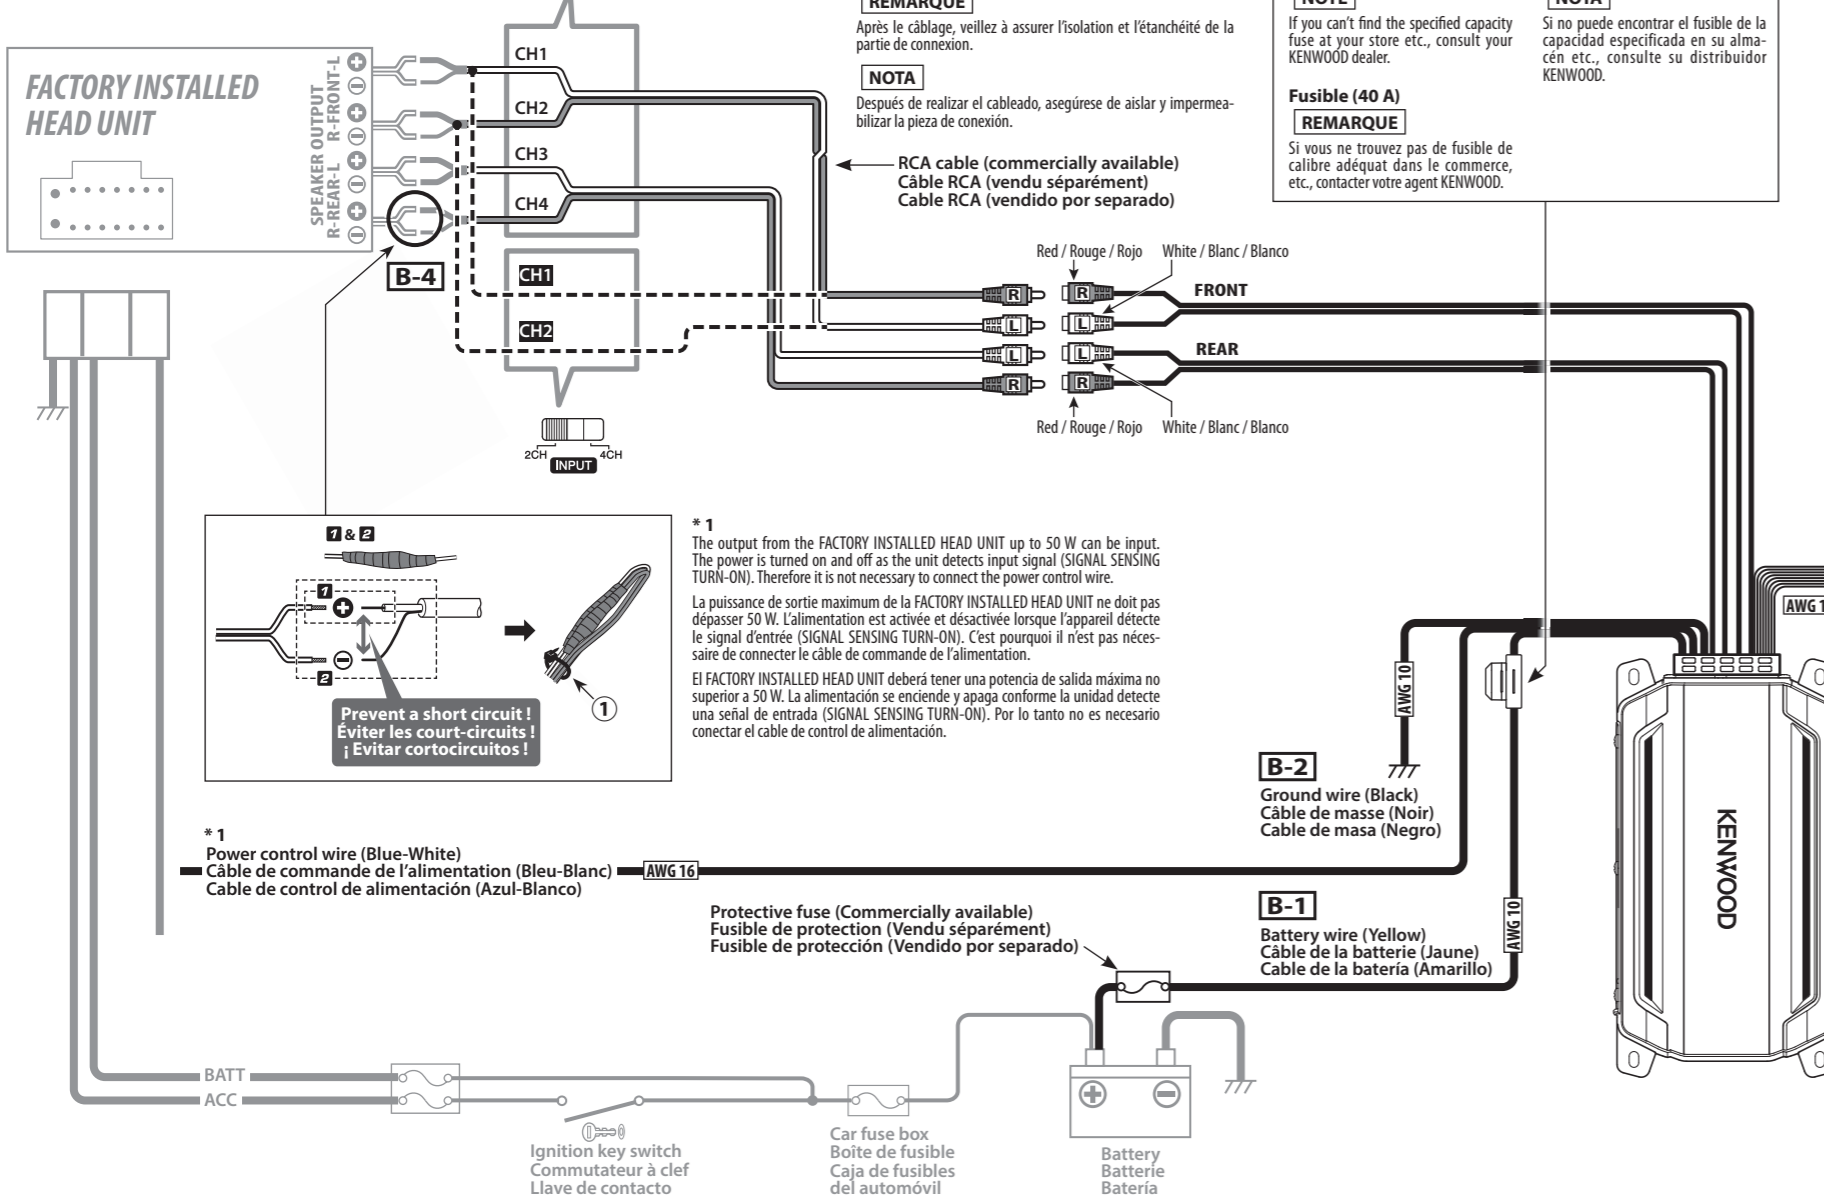 REMARQUE
Après le câblage, veillez à assurer l'isolation et l'étanchéité de la
partie de connexion.
NOTA
Después de realizar el cableado, asegúrese de aislar y impermea-
bilizar la pieza de conexión.
NOTE
If you can't find the specified capacity
fuse at your store etc., consult your
KENWOOD dealer.
NOTA
Si no puede encontrar el fusible de la
capacidad especificada en su alma-
cén etc., consulte su distribuidor
KENWOOD.
Fusible (40 A)
REMARQUE
Si vous ne trouvez pas de fusible de
calibre adéquat dans le commerce,
etc., contacter votre agent KENWOOD.
FACTORY INSTALLED
HEAD UNIT
SPEAKER OUTPUT
R-REAR-L R-FRONT-L
CH1
CH2
CH3
CH4
B-4
CH1
CH2
2CH 4CH
INPUT
RCA cable (commercially available)
Câble RCA (vendu séparément)
Cable RCA (vendido por separado)
Red / Rouge / Rojo White / Blanc / Blanco
R R FRONT
L L
L L REAR
R R
Red / Rouge / Rojo White / Blanc / Blanco
1 & 2
1
2
Prevent a short circuit !
Éviter les court-circuits !
¡ Evitar cortocircuitos !
1
* 1
The output from the FACTORY INSTALLED HEAD UNIT up to 50 W can be input.
The power is turned on and off as the unit detects input signal (SIGNAL SENSING
TURN-ON). Therefore it is not necessary to connect the power control wire.
La puissance de sortie maximum de la FACTORY INSTALLED HEAD UNIT ne doit pas
dépasser 50 W. L'alimentation est activée et désactivée lorsque l'appareil détecte
le signal d'entrée (SIGNAL SENSING TURN-ON). C'est pourquoi il n'est pas néces-
saire de connecter le câble de commande de l'alimentation.
El FACTORY INSTALLED HEAD UNIT deberá tener una potencia de salida máxima no
superior a 50 W. La alimentación se enciende y apaga conforme la unidad detecte
una señal de entrada (SIGNAL SENSING TURN-ON). Por lo tanto no es necesario
conectar el cable de control de alimentación.
AWG 1
AWG 10
B-2
Ground wire (Black)
Câble de masse (Noir)
Cable de masa (Negro)
KENWOOD
* 1
Power control wire (Blue-White)
Câble de commande de l'alimentation (Bleu-Blanc)
Cable de control de alimentación (Azul-Blanco)
AWG 16
Protective fuse (Commercially available)
Fusible de protection (Vendu séparément)
Fusible de protección (Vendido por separado)
B-1
Battery wire (Yellow)
Câble de la batterie (Jaune)
Cable de la batería (Amarillo)
AWG 10
BATT
ACC
Ignition key switch
Commutateur à clef
Llave de contacto
Car fuse box
Boîte de fusible
Caja de fusibles
del automóvil
Battery
Batterie
Batería